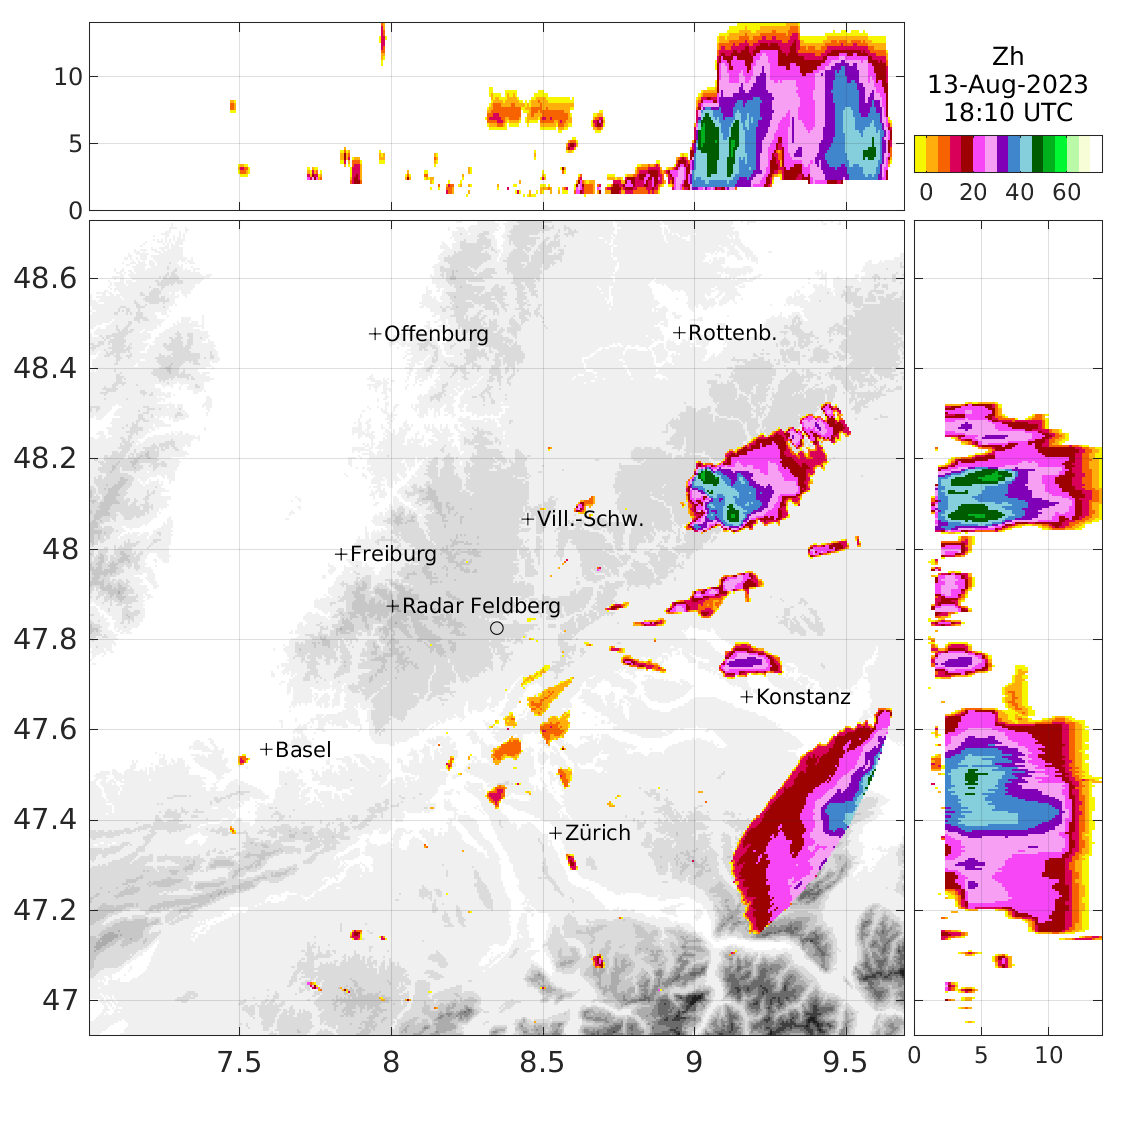 Zh
13-Aug-2023
18:10 UTC
0 20 40 60
10
5
0
48.6
48.4
48.2
48
47.8
47.6
47.4
47.2
47
+Offenburg
+Rottenb.
+Vill.-Schw.
+Freiburg
+Radar Feldberg
+Konstanz
+Basel
+Zürich
7.5 8 8.5 9 9.5
0 5 10